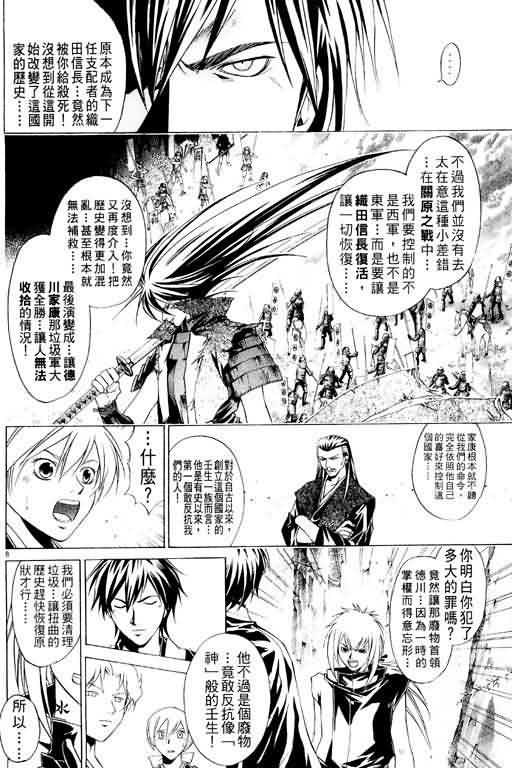 ⋯⋯
原本成為下一
任支配者的織
田信長⋯竟然
被你給殺死！
沒想到從這開
始改變了這國
家的歷史⋯⋯
不過我們並沒有去
太在意這種小差錯
⋯在關原之戰中⋯
我們要控制的不
是西軍，也不是
東軍⋯而是要讓
織田信長復活，
讓一切恢復⋯⋯
沒想到⋯你竟然
又再度介入！把
歷史變得更加混
亂⋯甚至根本就
無法補救⋯⋯
最後演變成⋯讓德
川家康那垃圾軍大
獲全勝⋯讓人無法
收拾的情況！
家康根本就不聽
從我們的命令，
完全依照他自己
的喜好來控制這
個國家⋯⋯
對於自古以來，
創立這個國家的
壬生一族而言⋯
他是有史以來，
第一個敢反抗我
們的人！
⋯什麼？
你明白你犯了
多大的罪嗎？
竟然讓那廢物首領
德川⋯因為一時的
掌權而得意忘形⋯
他不過是個廢物
⋯竟敢反抗像「
神」一般的壬生！
我們必須要清理
垃圾⋯讓扭曲的
歷史趕快恢復原
狀才行⋯⋯
所以⋯⋯
水
8